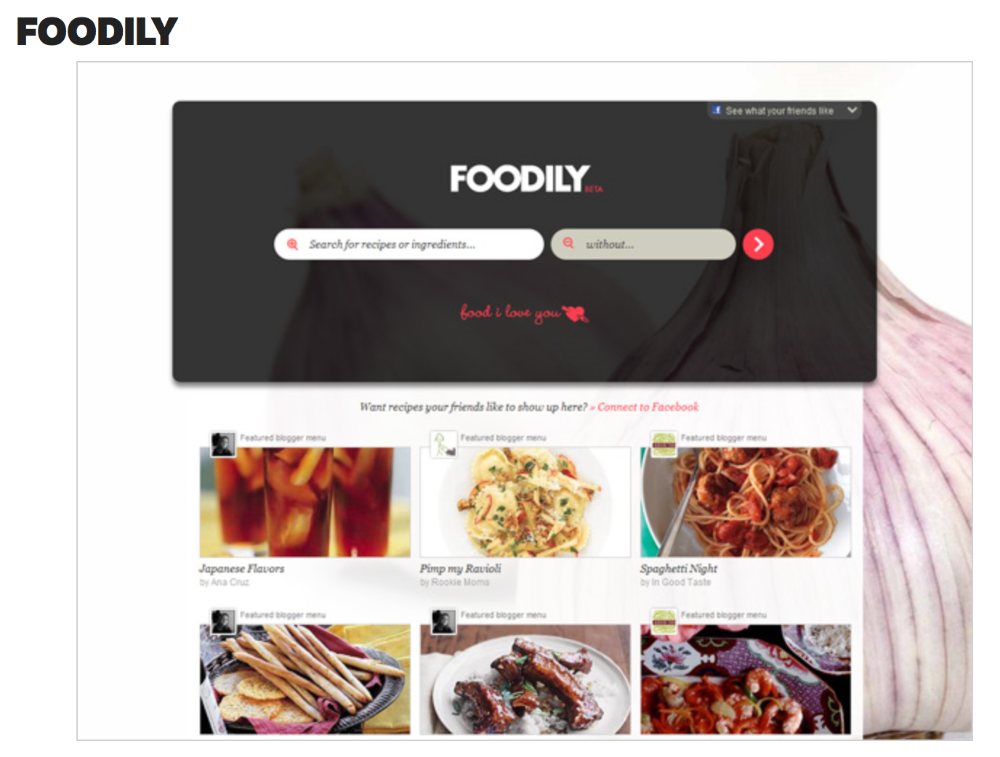 FOODILY
See what your friends like
FOODILY BETA
Search for recipes or ingredients...
without...
food i love you
Want recipes your friends like to show up here? » Connect to Facebook
Featured blogger menu
Featured blogger menu
Featured blogger menu
Japanese Flavors
by Ana Cruz
Pimp my Ravioli
by Rookie Moms
Spaghetti Night
by In Good Taste
Featured blogger menu
Featured blogger menu
Featured blogger menu